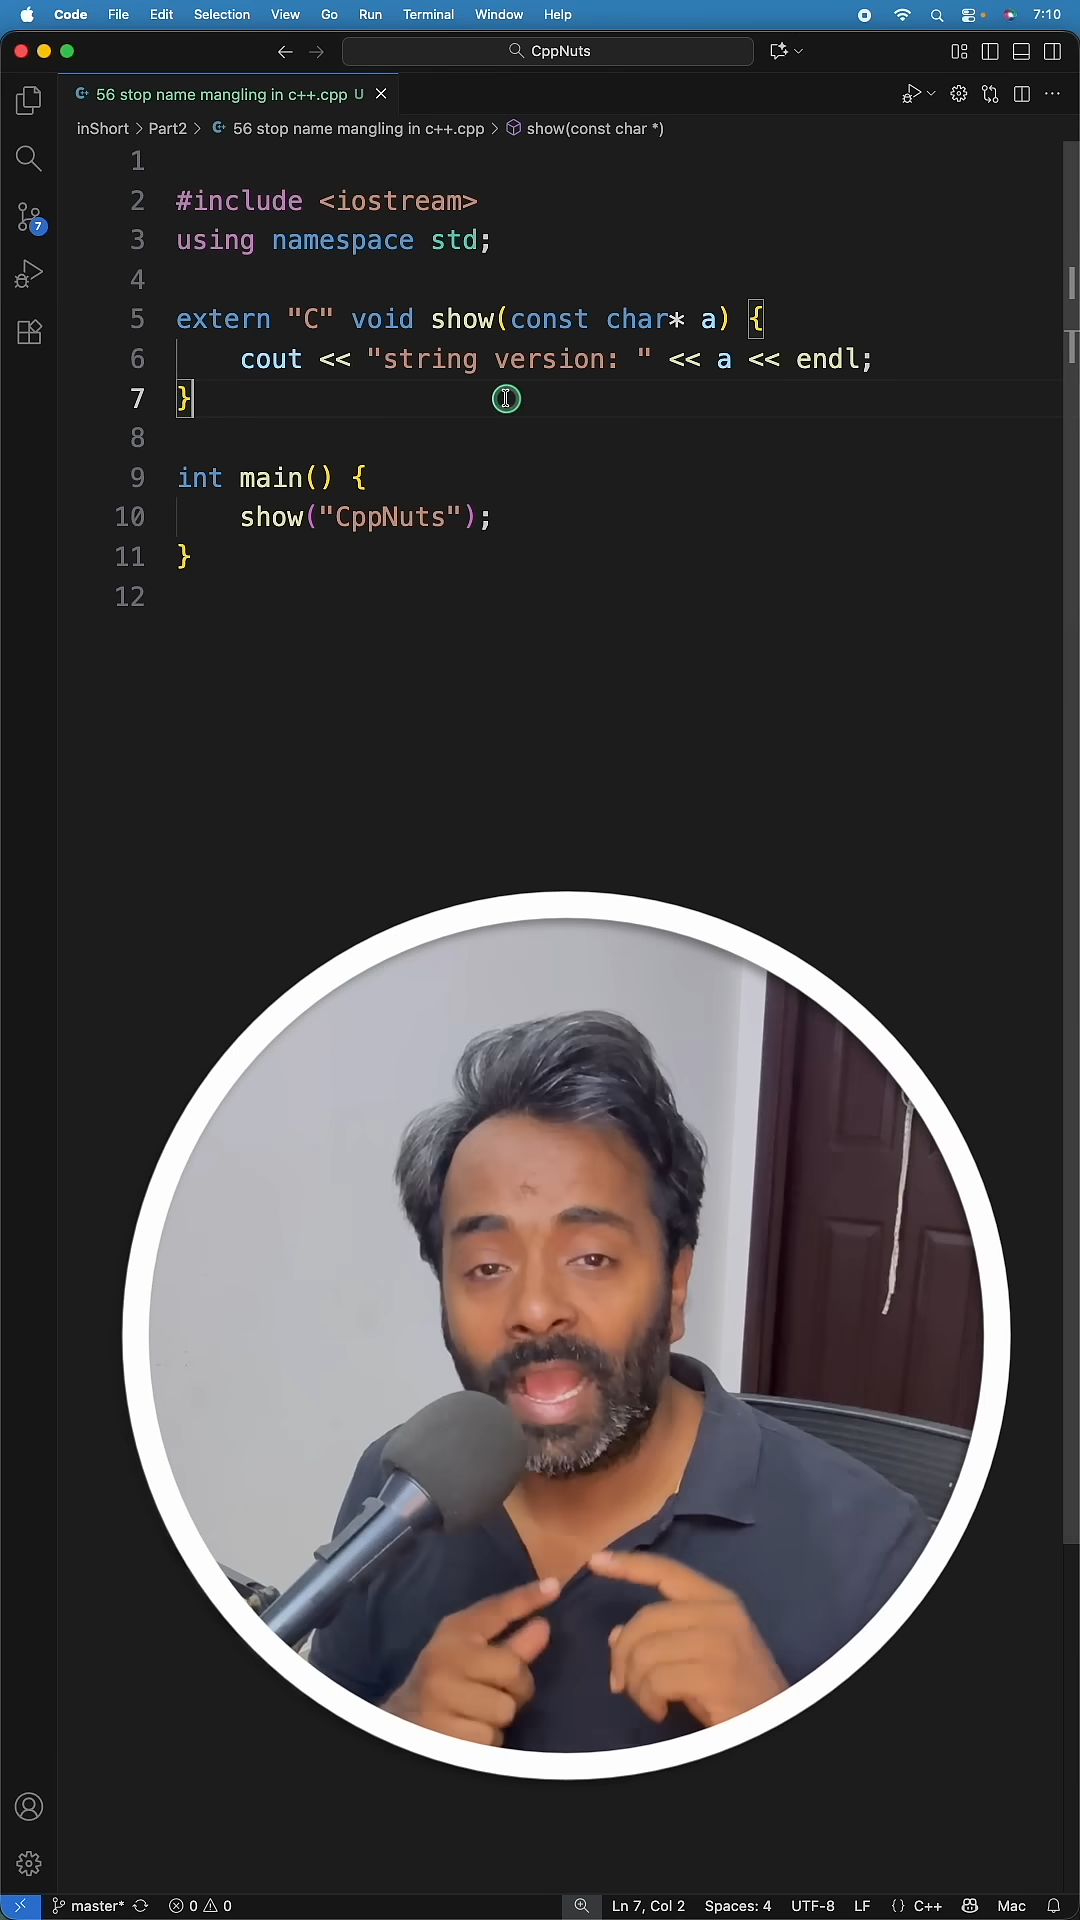 Code File Edit Selection View Go Run Terminal Window Help 7:10
CppNuts
56 stop name mangling in c++.cpp U
inShort > Part2 > 56 stop name mangling in c++.cpp > show(const char *)
1
2 #include <iostream>
3 using namespace std;
4
5 extern "C" void show(const char* a) {
6 cout << "string version: " << a << endl;
7 }
8
9 int main() {
10 show("CppNuts");
11 }
12
7
master* 0 0 Ln 7, Col 2 Spaces: 4 UTF-8 LF {} C++ Mac